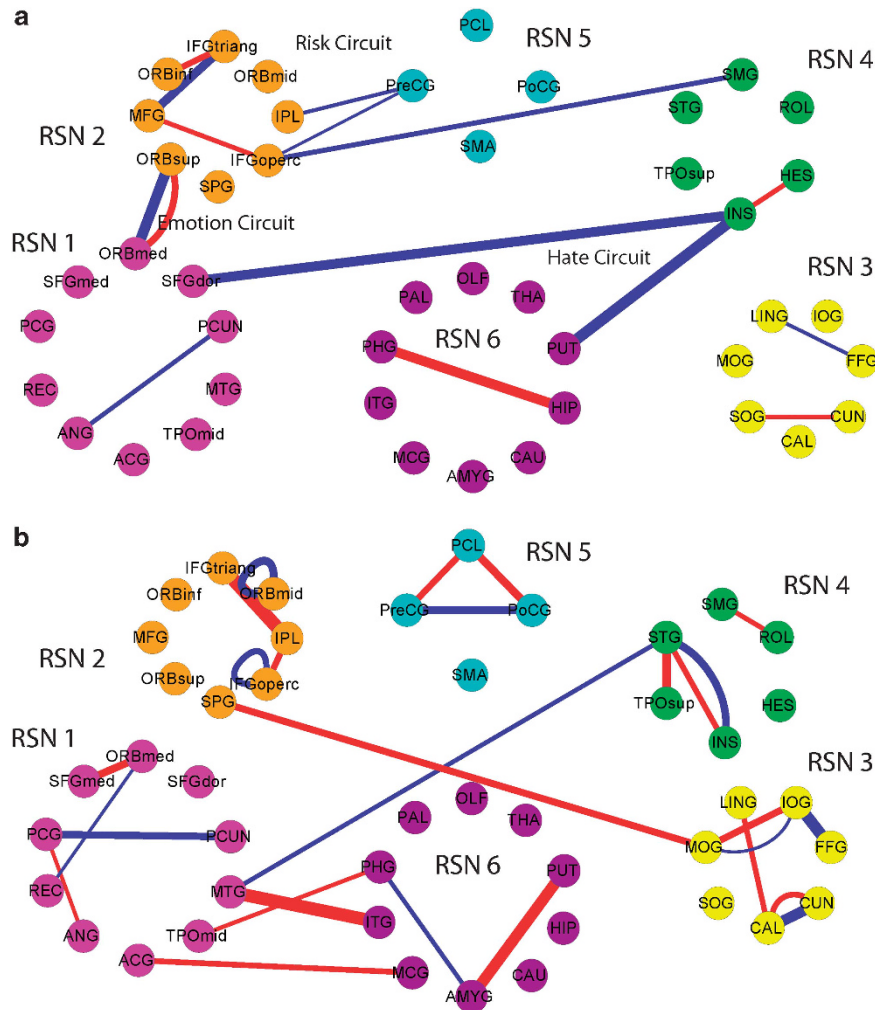 a
IFGtriang
Risk Circuit
PCL
RSN 5
ORBinf
ORBmid
PreCG
PoCG
SMG
RSN 4
MFG
IPL
STG
ROL
RSN 2
ORBsup
IFGoperc
SMA
SPG
TPOsup
HES
Emotion Circuit
INS
RSN 1
ORBmed
Hate Circuit
SFGmed
SFGdor
OLF
RSN 3
PAL
THA
PCG
PCUN
LING
IOG
RSN 6
PHG
PUT
MOG
FFG
REC
MTG
ITG
HIP
SOG
CUN
ANG
TPOmid
CAL
ACG
MCG
CAU
AMYG
b
PCL
RSN 5
IFGtriang
ORBinf
ORBmid
RSN 4
PreCG
PoCG
SMG
MFG
IPL
STG
ROL
RSN 2
ORBsup
IFGoperc
SMA
SPG
TPOsup
HES
RSN 1
ORBmed
INS
SFGmed
SFGdor
RSN 3
OLF
LING
IOG
PAL
THA
PCG
PCUN
MOG
FFG
RSN 6
PHG
PUT
REC
MTG
SOG
CUN
ITG
HIP
ANG
TPOmid
CAL
ACG
MCG
CAU
AMYG